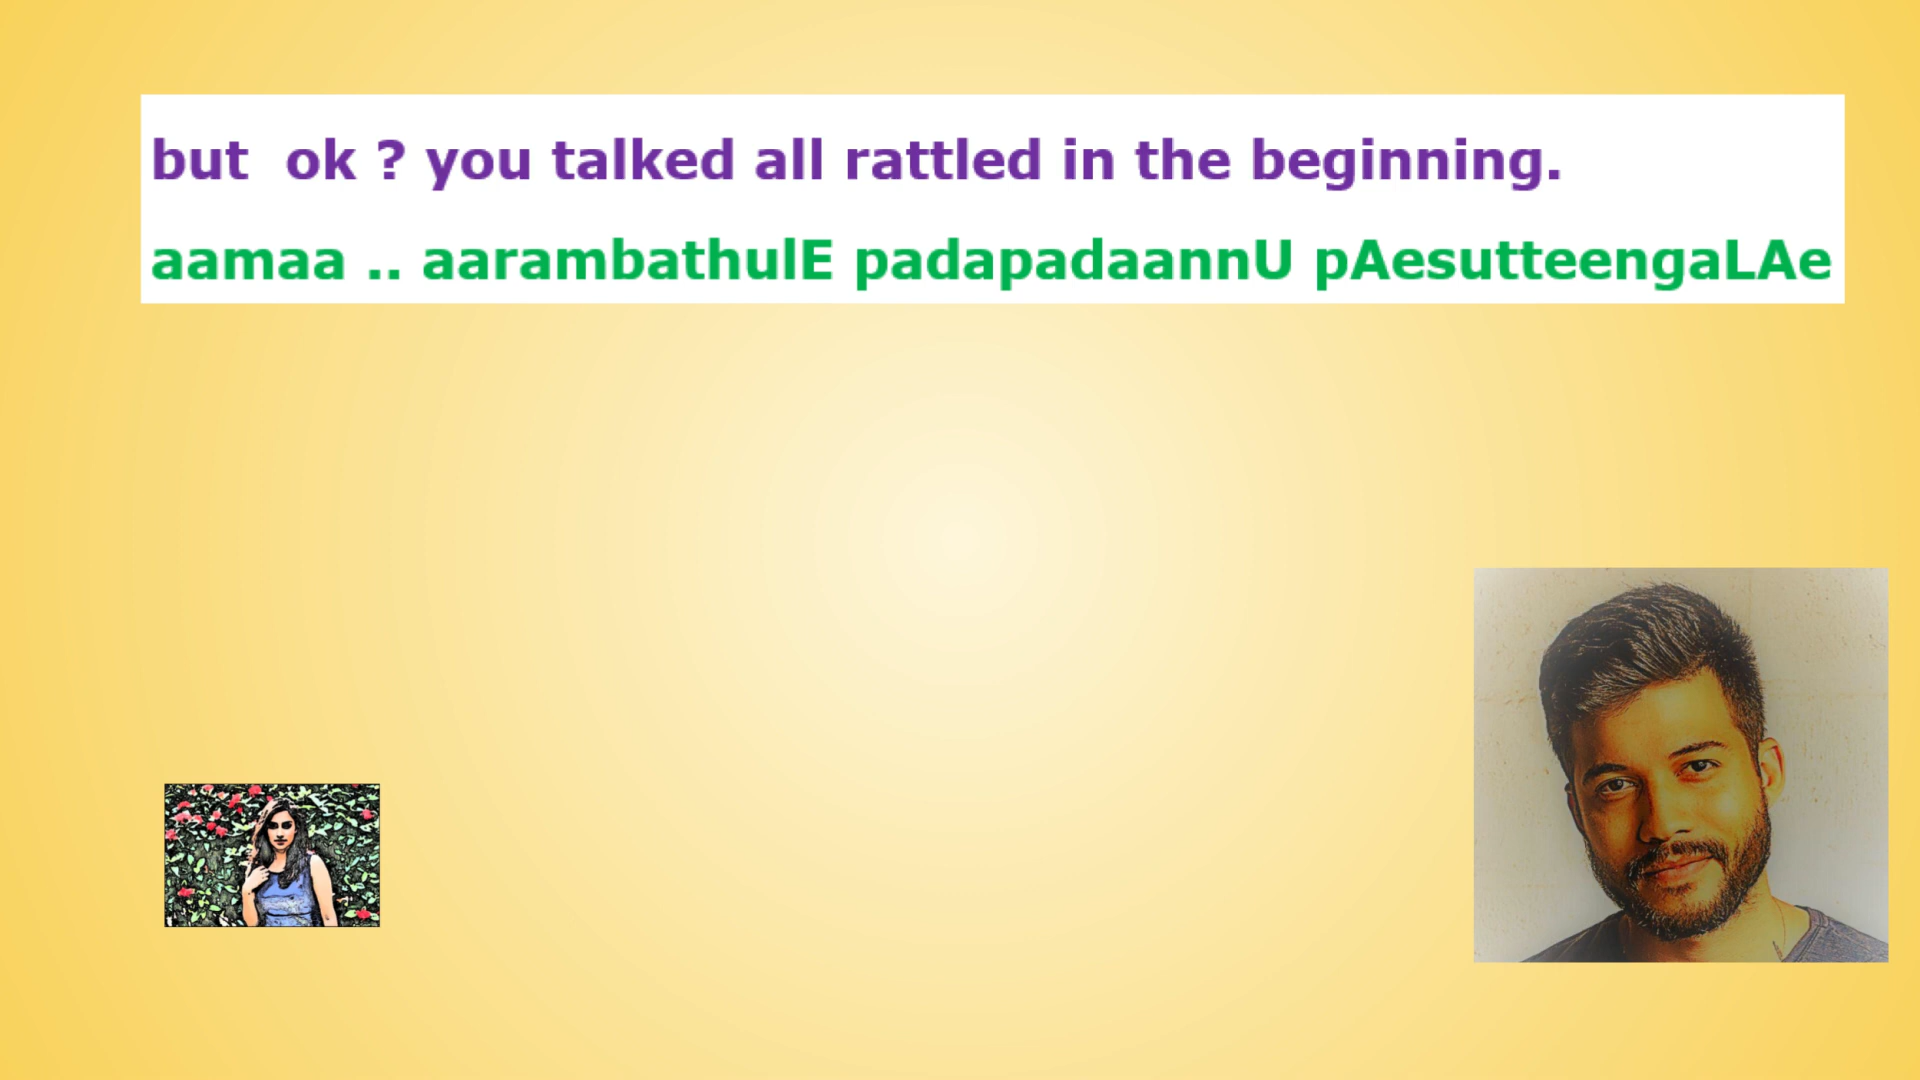 but  ok ? you talked all rattled in the beginning.
aamaa .. aarambathulE padapadaannU pAesutteengaLAe